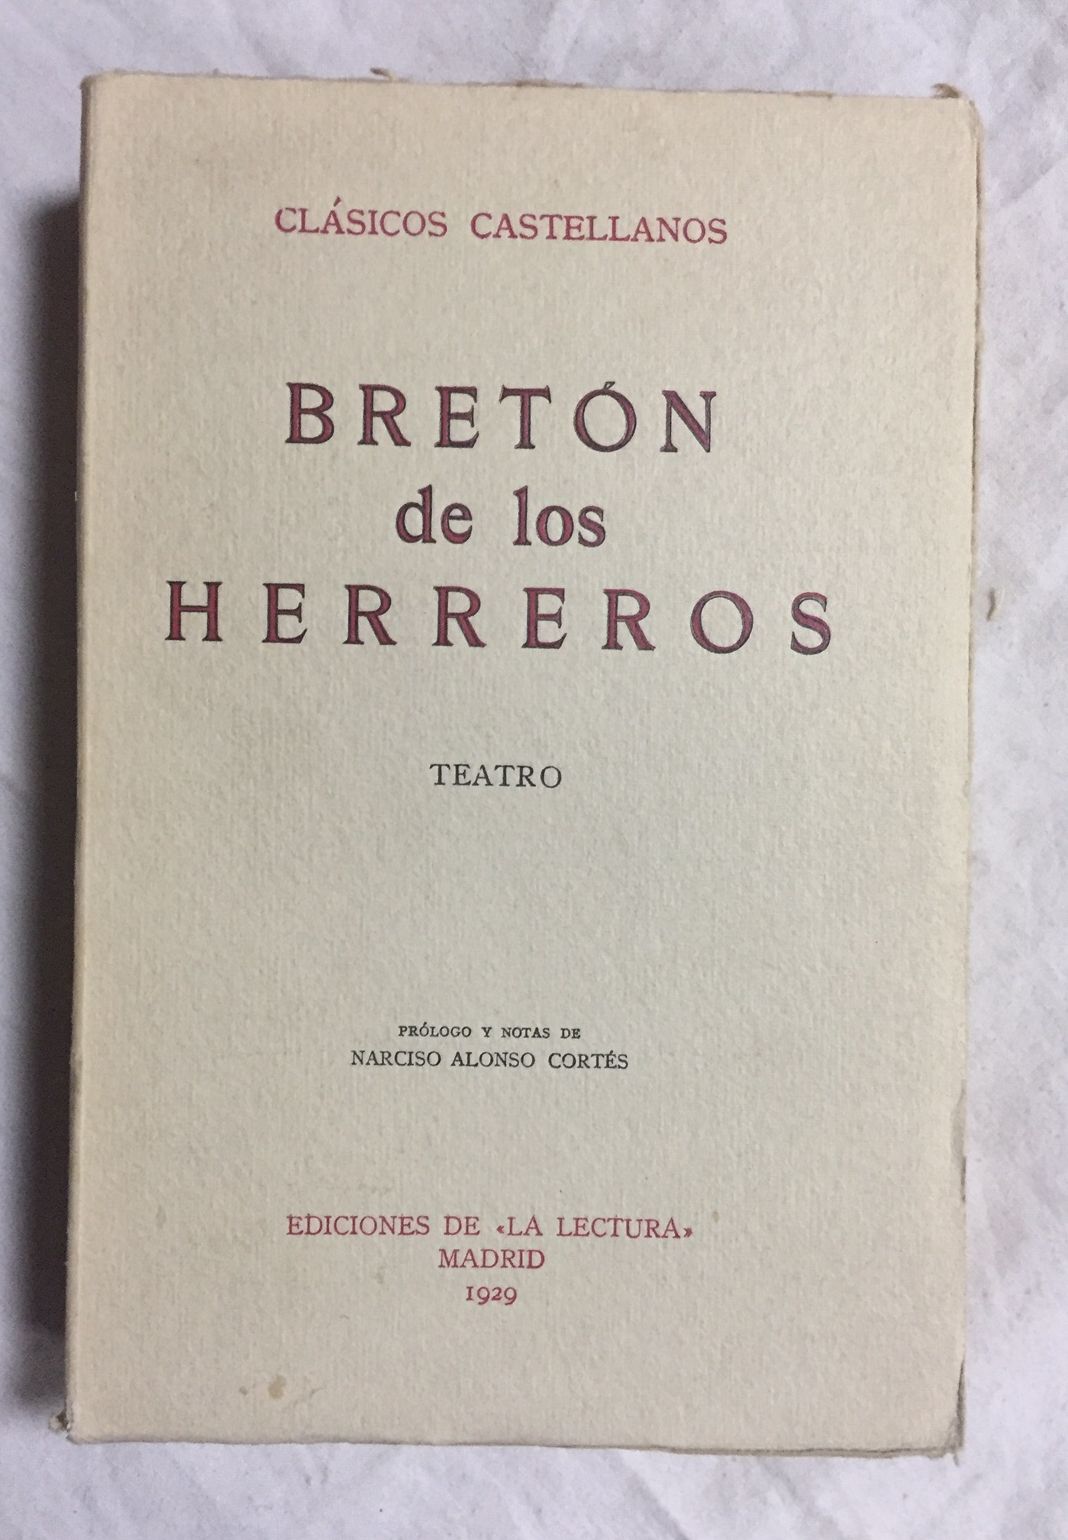 CLÁSICOS CASTELLANOS
BRETÓN
de los
HERREROS
TEATRO
PRÓLOGO Y NOTAS DE
NARCISO ALONSO CORTÉS
EDICIONES DE «LA LECTURA»
MADRID
1929